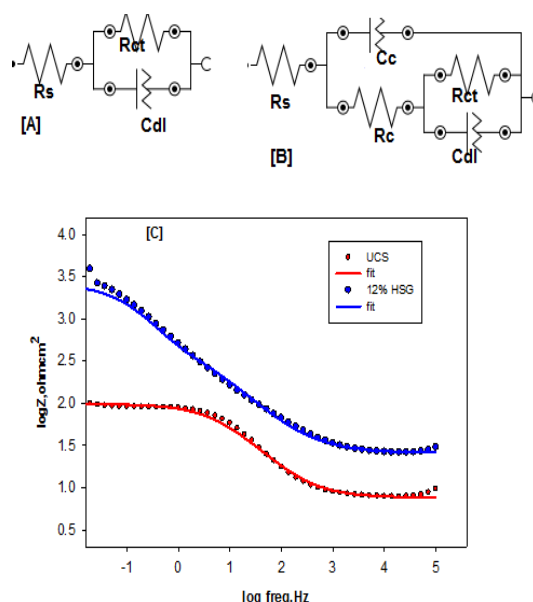 Rct
Rs
Cdl
[A]
Cc
Rs
Rct
Rc
Cdl
[B]
[C]
4.0
3.5
3.0
2.5
2.0
1.5
1.0
0.5
logZ,ohmcm2
UCS
fit
12% HSG
fit
-1 0 1 2 3 4 5
log freq,Hz